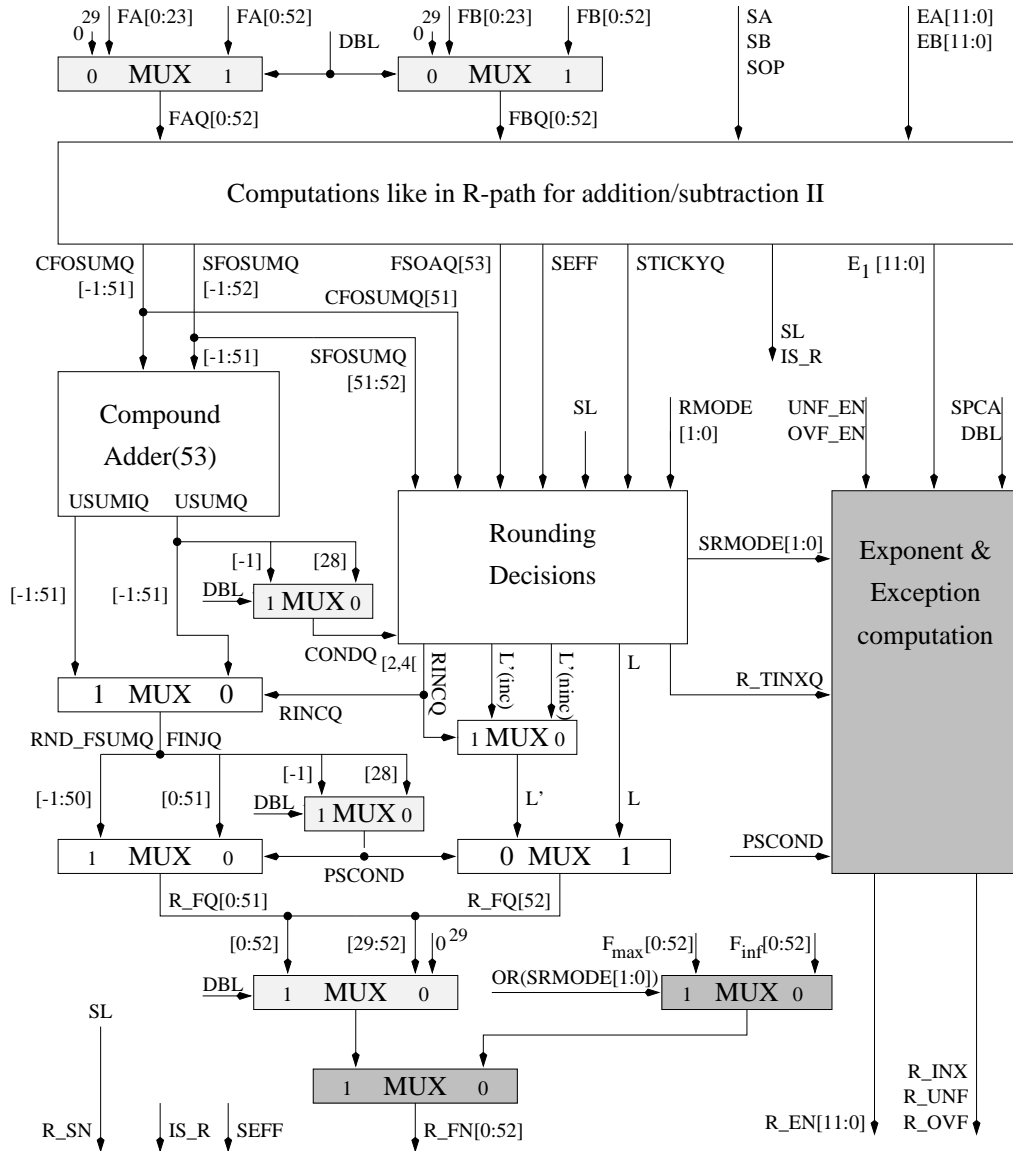 29
0
FA[0:23]
FA[0:52]
DBL
29
0
FB[0:23]
FB[0:52]
SA
SB
SOP
EA[11:0]
EB[11:0]
0 MUX 1
0 MUX 1
FAQ[0:52]
FBQ[0:52]
Computations like in R-path for addition/subtraction II
CFOSUMQ
[-1:51]
SFOSUMQ
[-1:52]
CFOSUMQ[51]
FSOAQ[53]
SEFF
STICKYQ
E1 [11:0]
[-1:51]
SFOSUMQ
[51:52]
SL
IS_R
SL
RMODE
[1:0]
UNF_EN
OVF_EN
SPCA
DBL
Compound
Adder(53)
USUMIQ
USUMQ
[-1]
[28]
DBL
1 MUX 0
[-1:51]
[-1:51]
CONDQ
[2,4[
Rounding
Decisions
SRMODE[1:0]
Exponent &
Exception
computation
RINCQ
L'(inc)
L'(ninc)
L
R_TINXQ
1 MUX 0
RINCQ
1 MUX 0
RND_FSUMQ
FINJQ
[-1]
[28]
[-1:50]
[0:51]
DBL
1 MUX 0
L'
L
1 MUX 0
PSCOND
0 MUX 1
PSCOND
R_FQ[0:51]
R_FQ[52]
[0:52]
[29:52]
0 29
Fmax[0:52]
Finf[0:52]
DBL
1 MUX 0
OR(SRMODE[1:0])
1 MUX 0
SL
1 MUX 0
R_SN
IS_R
SEFF
R_FN[0:52]
R_EN[11:0]
R_INX
R_UNF
R_OVF